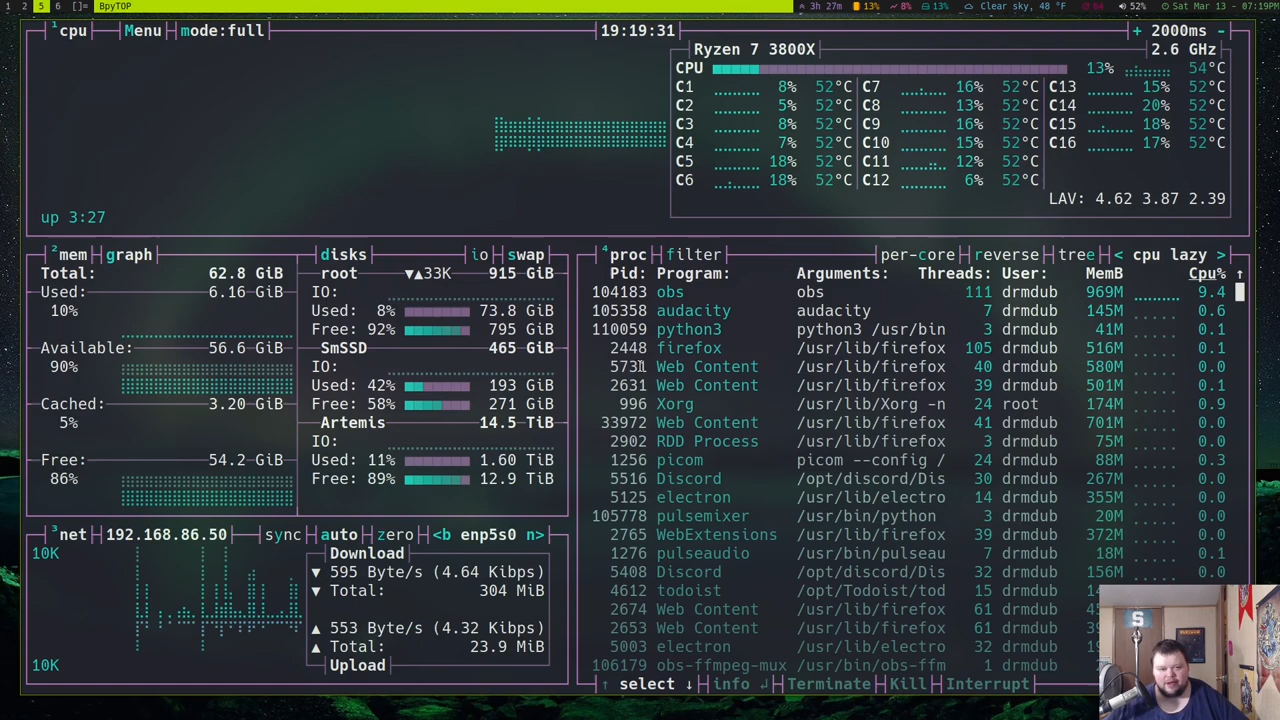 1 2 5 6 []= BpyTOP 3h 27m 13% 8% 13% Clear sky, 48 °F 84 52% Sat Mar 13 - 07:19PM
¹cpu Menu mode:full 19:19:31 + 2000ms -
Ryzen 7 3800X 2.6 GHz
CPU 13% 54°C
C1 8% 52°C C7 16% 52°C C13 15% 52°C
C2 5% 52°C C8 13% 52°C C14 20% 52°C
C3 8% 52°C C9 16% 52°C C15 18% 52°C
C4 7% 52°C C10 15% 52°C C16 17% 52°C
C5 18% 52°C C11 12% 52°C
C6 18% 52°C C12 6% 52°C
LAV: 4.62 3.87 2.39
up 3:27
²mem graph
Total: 62.8 GiB
Used: 6.16 GiB
10%
Available: 56.6 GiB
90%
Cached: 3.20 GiB
5%
Free: 54.2 GiB
86%
disks io swap
root ▼▲33K 915 GiB
IO:
Used: 8% 73.8 GiB
Free: 92% 795 GiB
SmSSD 465 GiB
IO:
Used: 42% 193 GiB
Free: 58% 271 GiB
Artemis 14.5 TiB
IO:
Used: 11% 1.60 TiB
Free: 89% 12.9 TiB
³net 192.168.86.50 sync auto zero <b enp5s0 n>
10K
10K
Download
▼ 595 Byte/s (4.64 Kibps)
▼ Total: 304 MiB
▲ 553 Byte/s (4.32 Kibps)
▲ Total: 23.9 MiB
Upload
⁴proc filter per-core reverse tree < cpu lazy >
Pid: Program: Arguments: Threads: User: MemB Cpu% ↑
104183 obs obs 111 drmdub 969M 9.4
105358 audacity audacity 7 drmdub 145M 0.6
110059 python3 python3 /usr/bin 3 drmdub 41M 0.1
2448 firefox /usr/lib/firefox 105 drmdub 516M 0.1
5731 Web Content /usr/lib/firefox 40 drmdub 580M 0.0
2631 Web Content /usr/lib/firefox 39 drmdub 501M 0.1
996 Xorg /usr/lib/Xorg -n 24 root 174M 0.9
33972 Web Content /usr/lib/firefox 41 drmdub 701M 0.0
2902 RDD Process /usr/lib/firefox 3 drmdub 75M 0.0
1256 picom picom --config / 24 drmdub 88M 0.3
5516 Discord /opt/discord/Dis 30 drmdub 267M 0.0
5125 electron /usr/lib/electro 14 drmdub 355M 0.0
105778 pulsemixer /usr/bin/python 3 drmdub 20M 0.0
2765 WebExtensions /usr/lib/firefox 39 drmdub 372M 0.0
1276 pulseaudio /usr/bin/pulseau 7 drmdub 18M 0.1
5408 Discord /opt/discord/Dis 32 drmdub 156M 0.0
4612 todoist /opt/Todoist/tod 15 drmdub
2674 Web Content /usr/lib/firefox 61 drmdub
2653 Web Content /usr/lib/firefox 61 drmdub
5003 electron /usr/lib/electro 32 drmdub
106179 obs-ffmpeg-mux /usr/bin/obs-ffm 1 drmdub
↑ select ↓ info ↲ Terminate Kill Interrupt
S